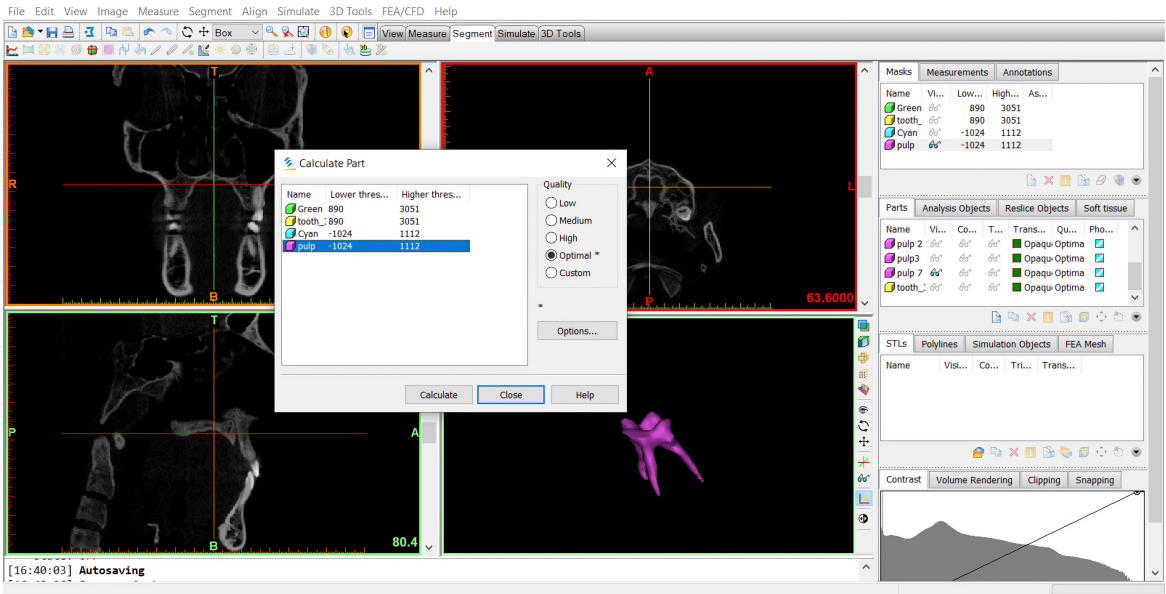 File Edit View Image Measure Segment Align Simulate 3D Tools FEA/CFD Help
Box View Measure Segment Simulate 3D Tools
T
R
B
A
L
P
63.6000
T
P
A
B
80.4
Calculate Part
Name Lower thres... Higher thres...
Green 890 3051
tooth_ 890 3051
Cyan -1024 1112
pulp -1024 1112
Quality
Low
Medium
High
Optimal *
Custom
*
Options...
Calculate Close Help
Masks Measurements Annotations
Name Vi... Low... High... As...
Green 890 3051
tooth_ 890 3051
Cyan -1024 1112
pulp -1024 1112
Parts Analysis Objects Reslice Objects Soft tissue
Name Vi... Co... T... Trans... Qu... Pho...
pulp 2 Opaqu Optima
pulp3 Opaqu Optima
pulp 7 Opaqu Optima
tooth_ Opaqu Optima
STLs Polylines Simulation Objects FEA Mesh
Name Visi... Co... Tri... Trans...
Contrast Volume Rendering Clipping Snapping
[16:40:03] Autosaving